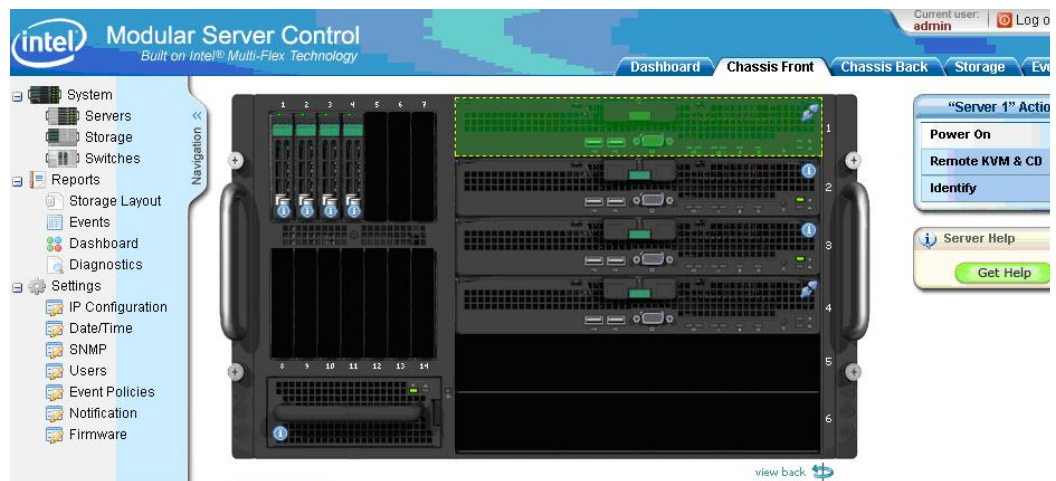 intel
Modular Server Control
Built on Intel® Multi-Flex Technology
Current user:
admin
Log o
Dashboard
Chassis Front
Chassis Back
Storage
Eve
System
Servers
Storage
Switches
Reports
Storage Layout
Events
Dashboard
Diagnostics
Settings
IP Configuration
Date/Time
SNMP
Users
Event Policies
Notification
Firmware
«
Navigation
1 2 3 4 5 6 7
8 9 10 11 12 13 14
1
2
3
4
5
6
view back
"Server 1" Actio
Power On
Remote KVM & CD
Identify
Server Help
Get Help